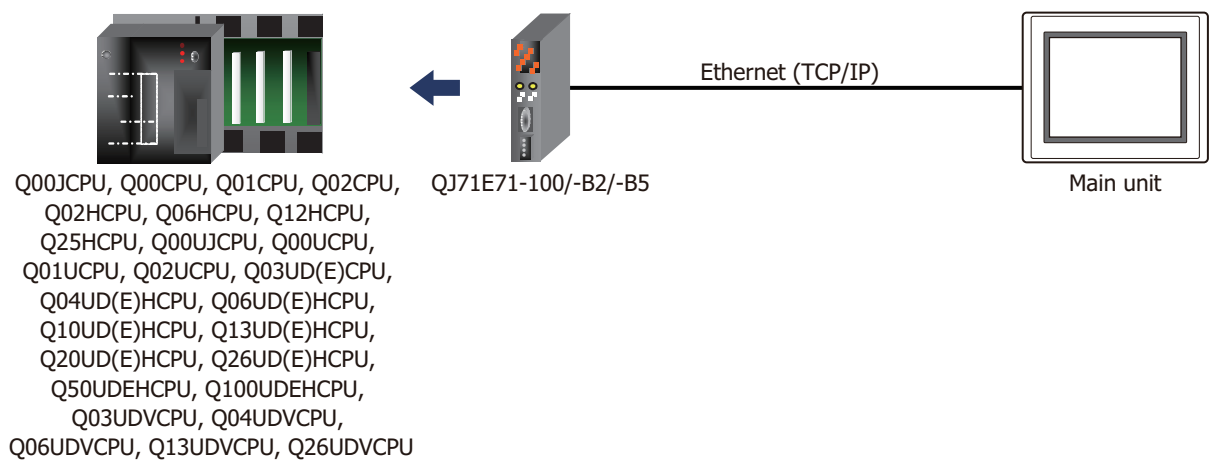 Ethernet (TCP/IP)
Q00JCPU, Q00CPU, Q01CPU, Q02CPU,
Q02HCPU, Q06HCPU, Q12HCPU,
Q25HCPU, Q00UJCPU, Q00UCPU,
Q01UCPU, Q02UCPU, Q03UD(E)CPU,
Q04UD(E)HCPU, Q06UD(E)HCPU,
Q10UD(E)HCPU, Q13UD(E)HCPU,
Q20UD(E)HCPU, Q26UD(E)HCPU,
Q50UDEHCPU, Q100UDEHCPU,
Q03UDVCPU, Q04UDVCPU,
Q06UDVCPU, Q13UDVCPU, Q26UDVCPU
QJ71E71-100/-B2/-B5
Main unit